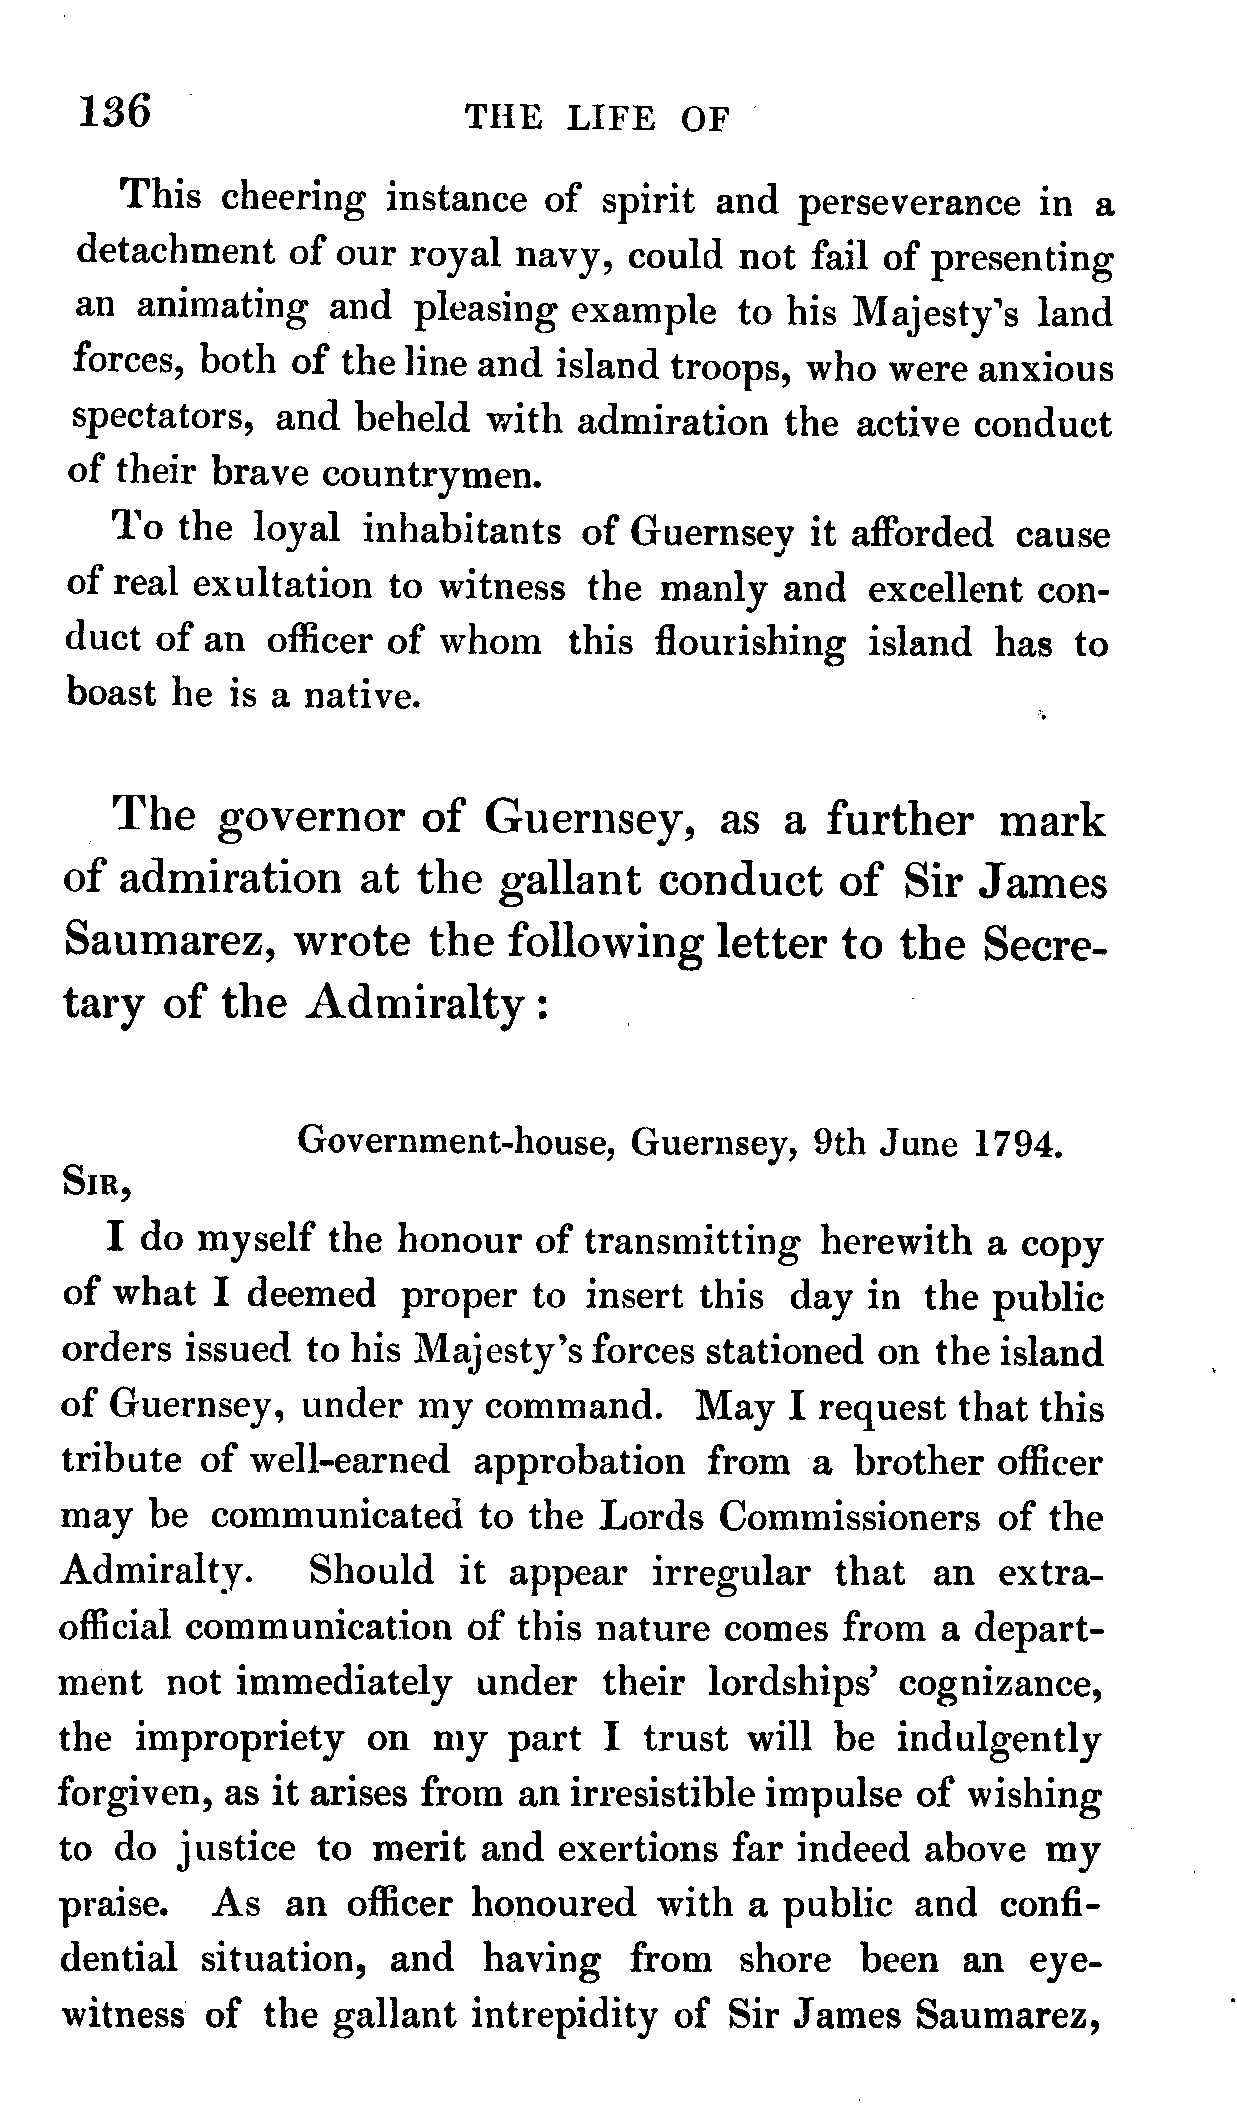 136 THE LIFE OF
This cheering instance of spirit and perseverance in a
detachment of our royal navy, could not fail of presenting
an animating and pleasing example to his Majesty's land
forces, both of the line and island troops, who were anxious
spectators, and beheld with admiration the active conduct
of their brave countrymen.
To the loyal inhabitants of Guernsey it afforded cause
of real exultation to witness the manly and excellent con-
duct of an officer of whom this flourishing island has to
boast he is a native.
The governor of Guernsey, as a further mark
of admiration at the gallant conduct of Sir James
Saumarez, wrote the following letter to the Secre-
tary of the Admiralty :
Government-house, Guernsey, 9th June 1794.
SIR,
I do myself the honour of transmitting herewith a copy
of what I deemed proper to insert this day in the public
orders issued to his Majesty's forces stationed on the island
of Guernsey, under my command. May I request that this
tribute of well-earned approbation from a brother officer
may be communicated to the Lords Commissioners of the
Admiralty. Should it appear irregular that an extra-
official communication of this nature comes from a depart-
ment not immediately under their lordships' cognizance,
the impropriety on my part I trust will be indulgently
forgiven, as it arises from an irresistible impulse of wishing
to do justice to merit and exertions far indeed above my
praise. As an officer honoured with a public and confi-
dential situation, and having from shore been an eye-
witness of the gallant intrepidity of Sir James Saumarez,